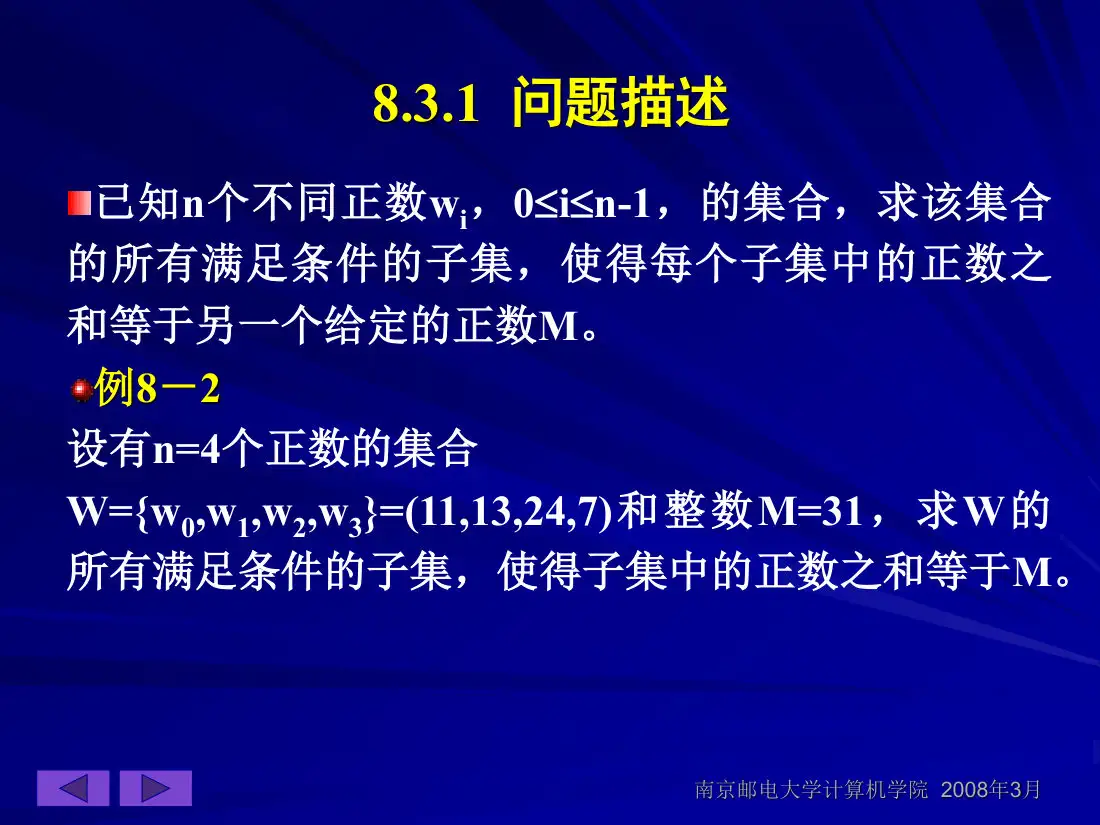 8.3.1 问题描述
已知n个不同正数wi，0≤i≤n-1，的集合，求该集合
的所有满足条件的子集，使得每个子集中的正数之
和等于另一个给定的正数M。
例8－2
设有n=4个正数的集合
W={w0,w1,w2,w3}=(11,13,24,7)和整数M=31，求W的
所有满足条件的子集，使得子集中的正数之和等于M。
南京邮电大学计算机学院 2008年3月